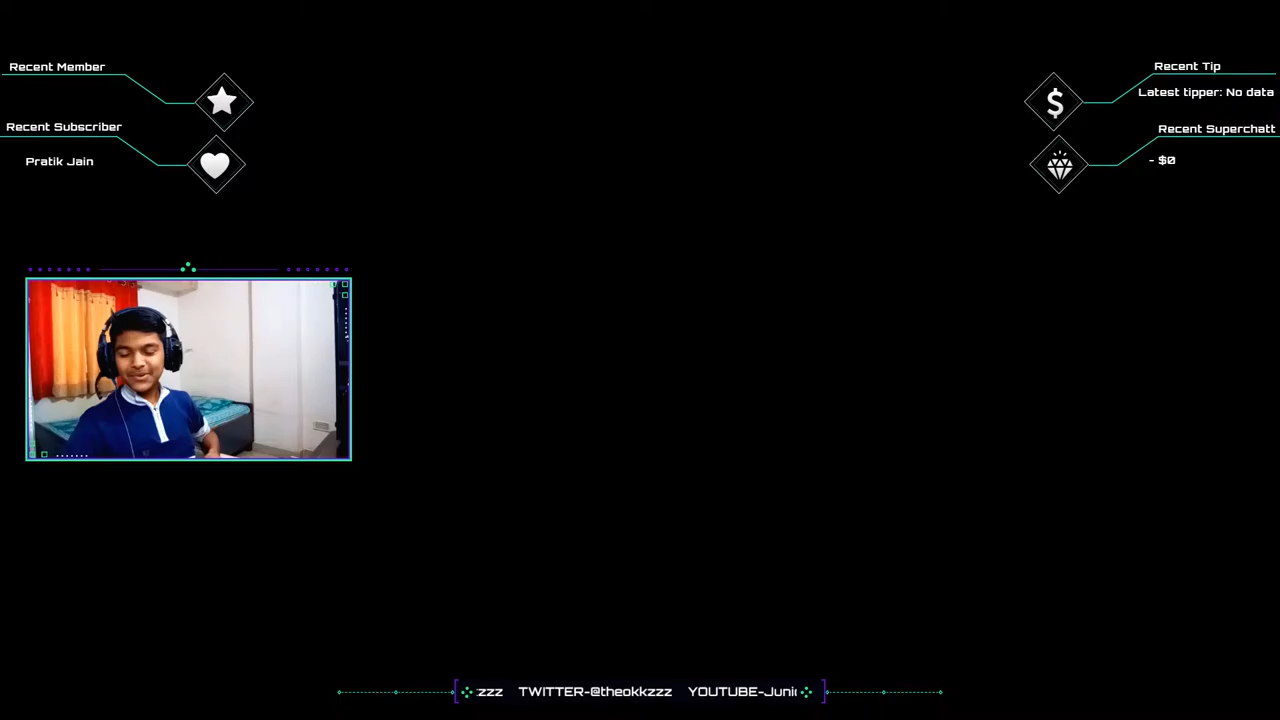 Recent Member
Recent Subscriber
Pratik Jain
Recent Tip
Latest tipper: No data
Recent Superchatt
- $0
zzz TWITTER-@theokkzzz YOUTUBE-Juni